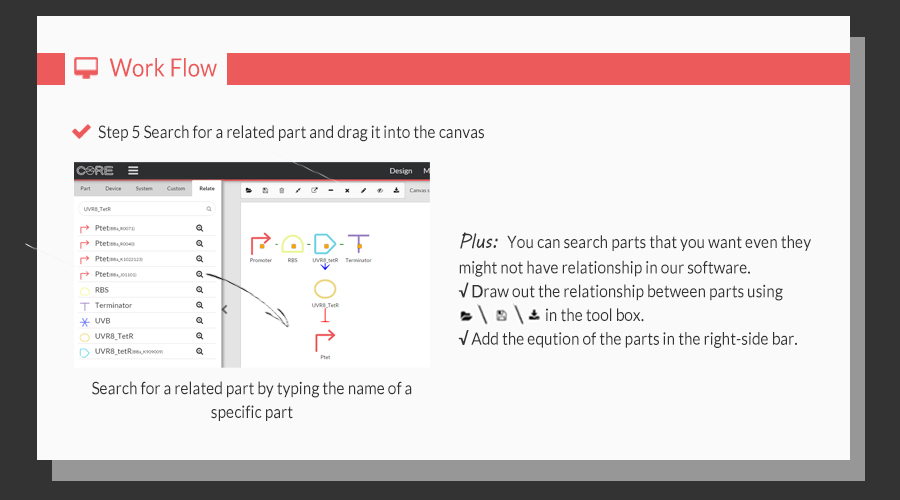 Work Flow
Step 5 Search for a related part and drag it into the canvas
CORE
Design M
Part Device System Custom Relate
Canvas s
UVR8_TetR
Ptet(BBa_R0071)
Ptet(BBa_R0040)
Ptet(BBa_K1022123)
Ptet(BBa_J03101)
RBS
Terminator
UVB
UVR8_TetR
UVR8_tetR(BBa_K909009)
Promoter RBS UVR8_tetR Terminator
UVR8_TetR
Ptet
Search for a related part by typing the name of a
specific part
Plus: You can search parts that you want even they
might not have relationship in our software.
√ Draw out the relationship between parts using
\ \ in the tool box.
√ Add the eqution of the parts in the right-side bar.